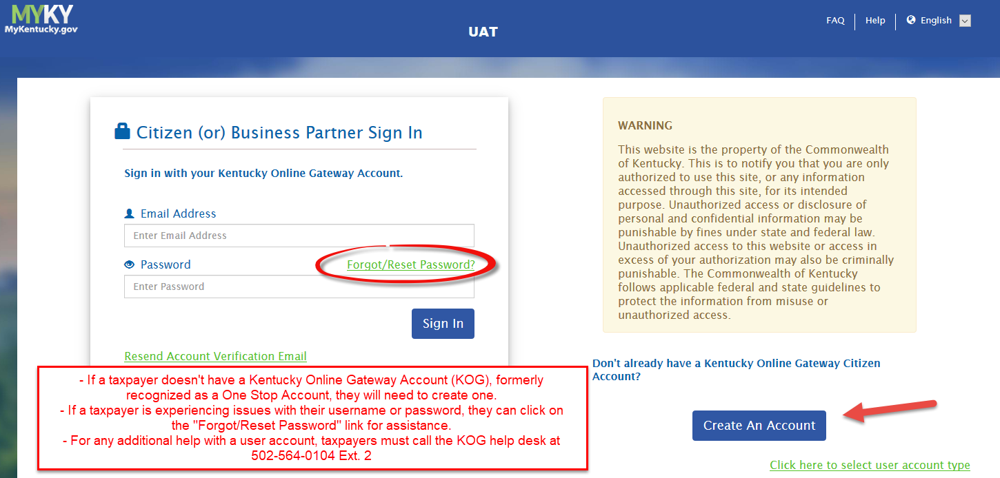 MYKY
MyKentucky.gov
UAT
FAQ
Help
English
Citizen (or) Business Partner Sign In
Sign in with your Kentucky Online Gateway Account.
Email Address
Enter Email Address
Password
Forgot/Reset Password?
Enter Password
Sign In
Resend Account Verification Email
- If a taxpayer doesn't have a Kentucky Online Gateway Account (KOG), formerly
recognized as a One Stop Account, they will need to create one.
- If a taxpayer is experiencing issues with their username or password, they can click on
the "Forgot/Reset Password" link for assistance.
- For any additional help with a user account, taxpayers must call the KOG help desk at
502-564-0104 Ext. 2
WARNING
This website is the property of the Commonwealth
of Kentucky. This is to notify you that you are only
authorized to use this site, or any information
accessed through this site, for its intended
purpose. Unauthorized access or disclosure of
personal and confidential information may be
punishable by fines under state and federal law.
Unauthorized access to this website or access in
excess of your authorization may also be criminally
punishable. The Commonwealth of Kentucky
follows applicable federal and state guidelines to
protect the information from misuse or
unauthorized access.
Don't already have a Kentucky Online Gateway Citizen
Account?
Create An Account
Click here to select user account type